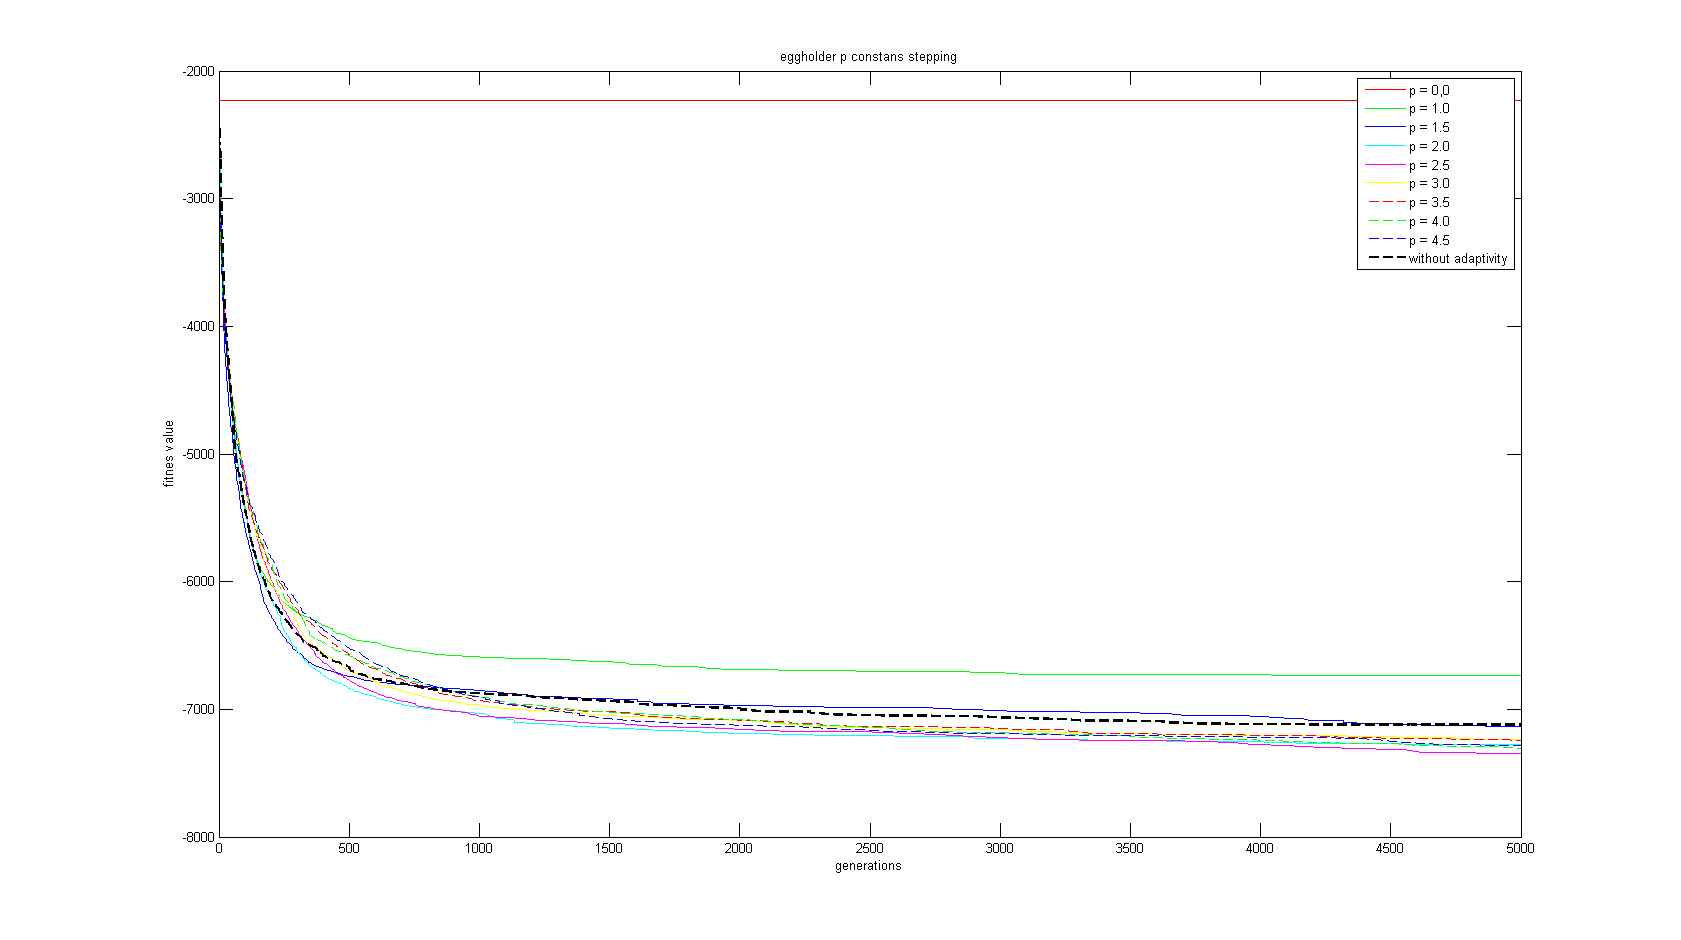 eggholder p constans stepping
-2000
-3000
-4000
-5000
-6000
-7000
-8000
fitnes value
p = 0,0
p = 1.0
p = 1.5
p = 2.0
p = 2.5
p = 3.0
p = 3.5
p = 4.0
p = 4.5
without adaptivity
0 500 1000 1500 2000 2500 3000 3500 4000 4500 5000
generations